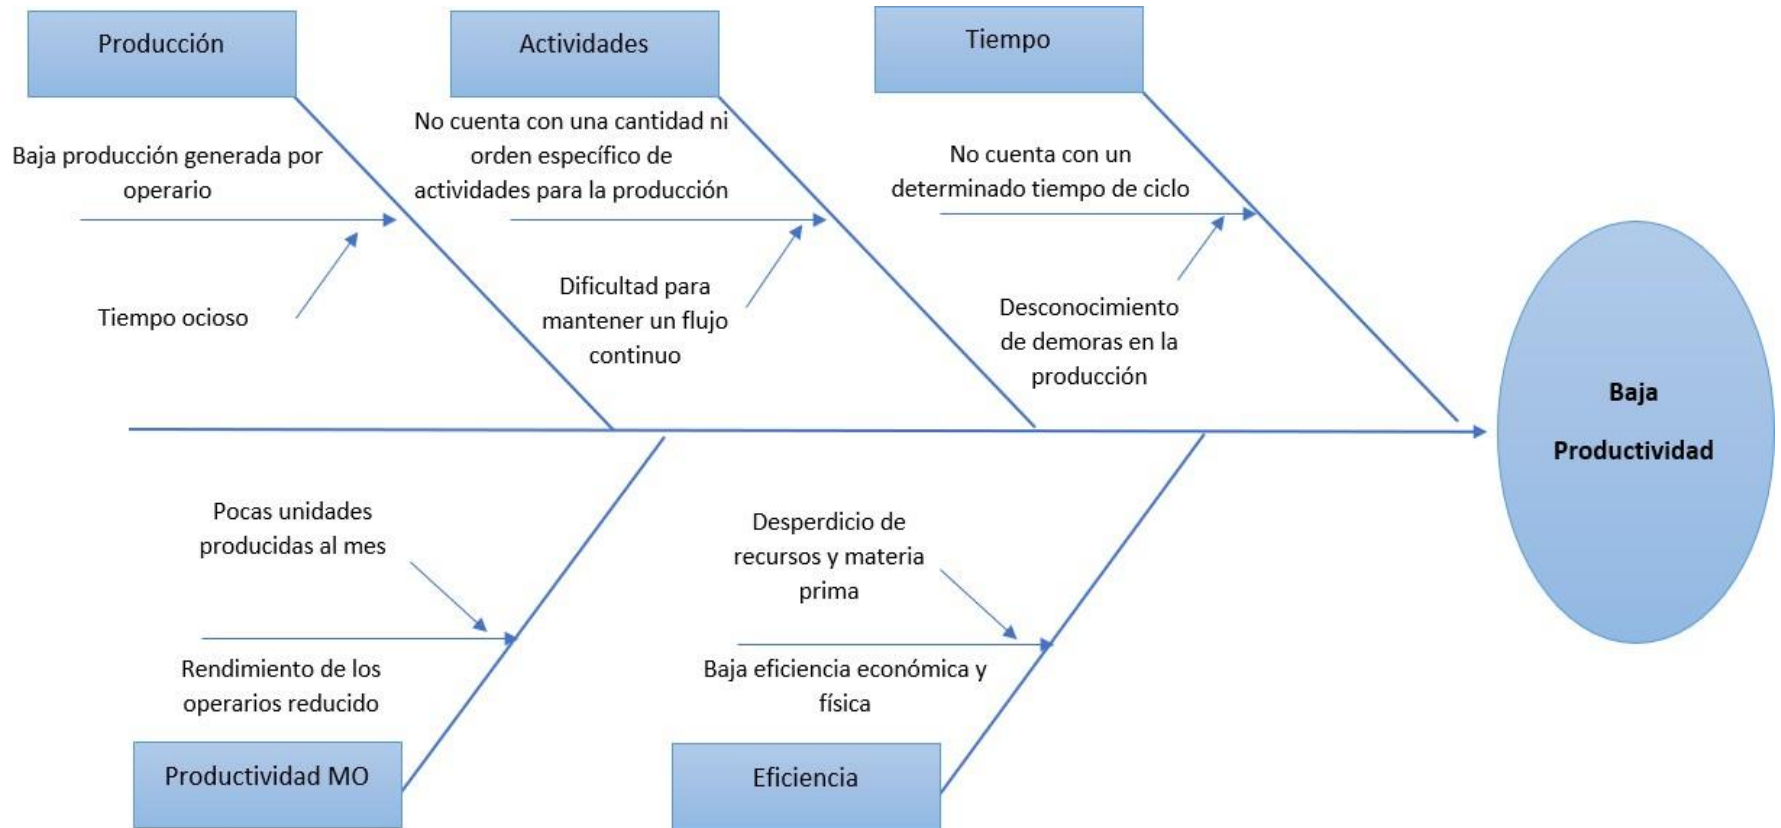 Producción
Actividades
Tiempo
Baja producción generada por
operario
No cuenta con una cantidad ni
orden específico de
actividades para la producción
No cuenta con un
determinado tiempo de ciclo
Tiempo ocioso
Dificultad para
mantener un flujo
continuo
Desconocimiento
de demoras en la
producción
Baja
Productividad
Pocas unidades
producidas al mes
Rendimiento de los
operarios reducido
Desperdicio de
recursos y materia
prima
Baja eficiencia económica y
física
Productividad MO
Eficiencia